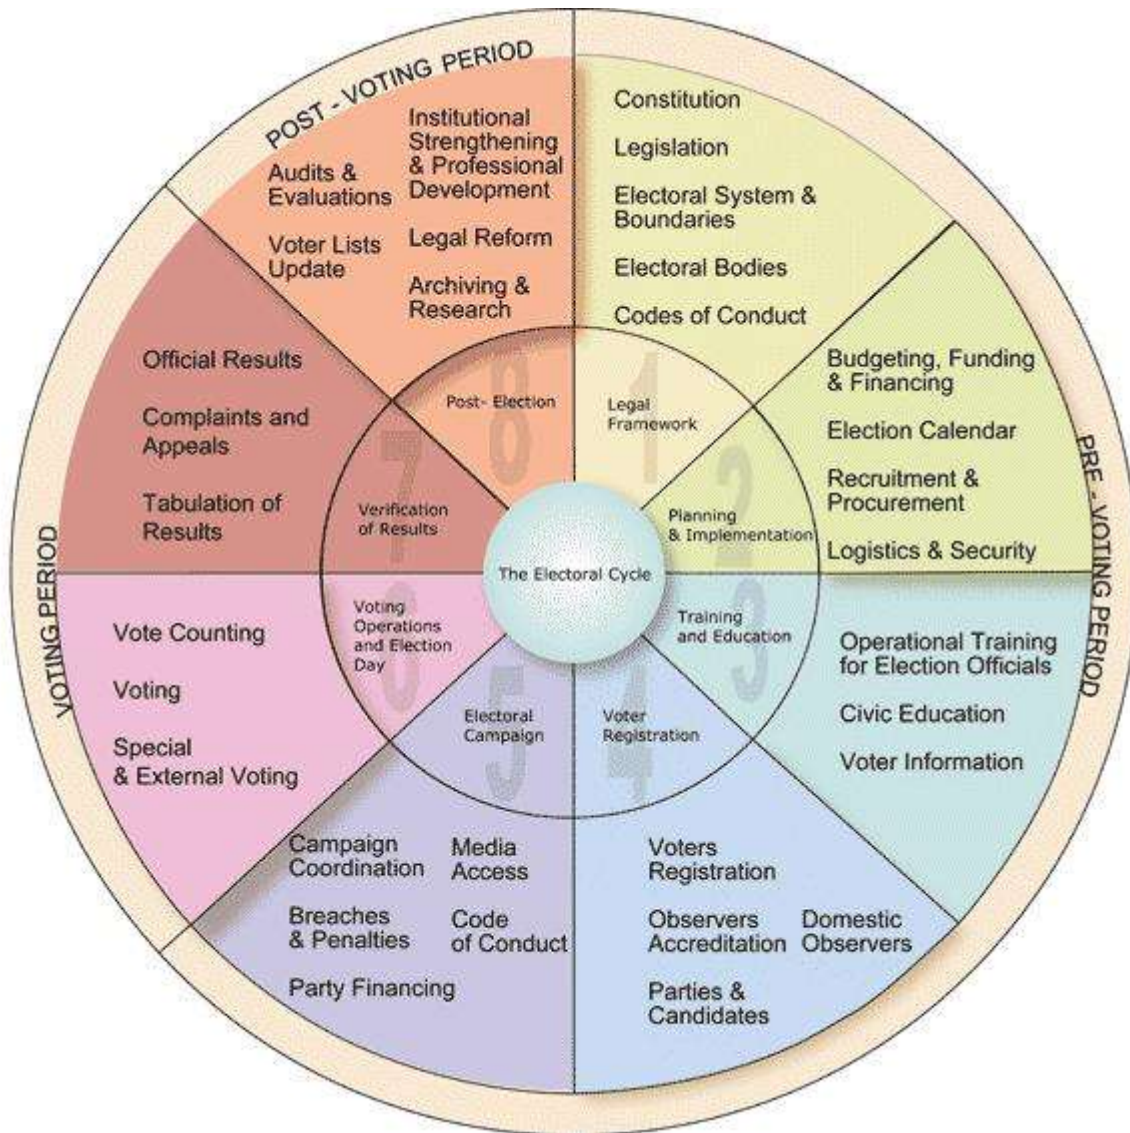 POST - VOTING PERIOD
PRE - VOTING PERIOD
VOTING PERIOD
The Electoral Cycle
1
Legal
Framework
Constitution
Legislation
Electoral System &
Boundaries
Electoral Bodies
Codes of Conduct
2
Planning
& Implementation
Budgeting, Funding
& Financing
Election Calendar
Recruitment &
Procurement
Logistics & Security
3
Training
and Education
Operational Training
for Election Officials
Civic Education
Voter Information
4
Voter
Registration
Voters
Registration
Observers
Accreditation
Domestic
Observers
Parties &
Candidates
5
Electoral
Campaign
Campaign
Coordination
Media
Access
Breaches
& Penalties
Code
of Conduct
Party Financing
6
Voting
Operations
and Election
Day
Vote Counting
Voting
Special
& External Voting
7
Verification
of Results
Official Results
Complaints and
Appeals
Tabulation of
Results
8
Post- Election
Audits &
Evaluations
Voter Lists
Update
Institutional
Strengthening
& Professional
Development
Legal Reform
Archiving &
Research